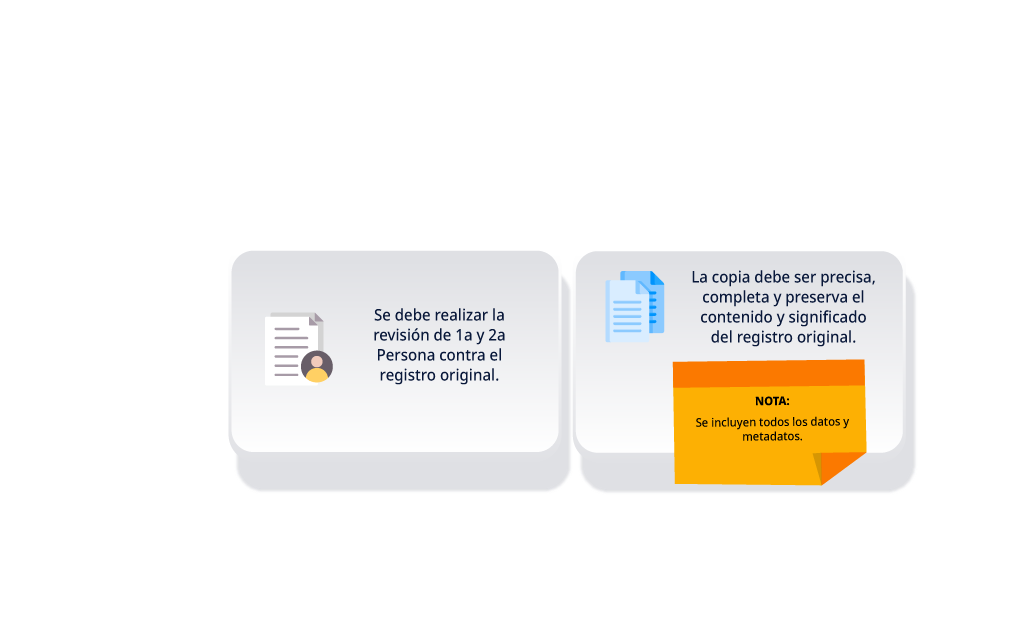 Se debe realizar la
revisión de 1a y 2a
Persona contra el
registro original.
La copia debe ser precisa,
completa y preserva el
contenido y significado
del registro original.
NOTA:
Se incluyen todos los datos y
metadatos.